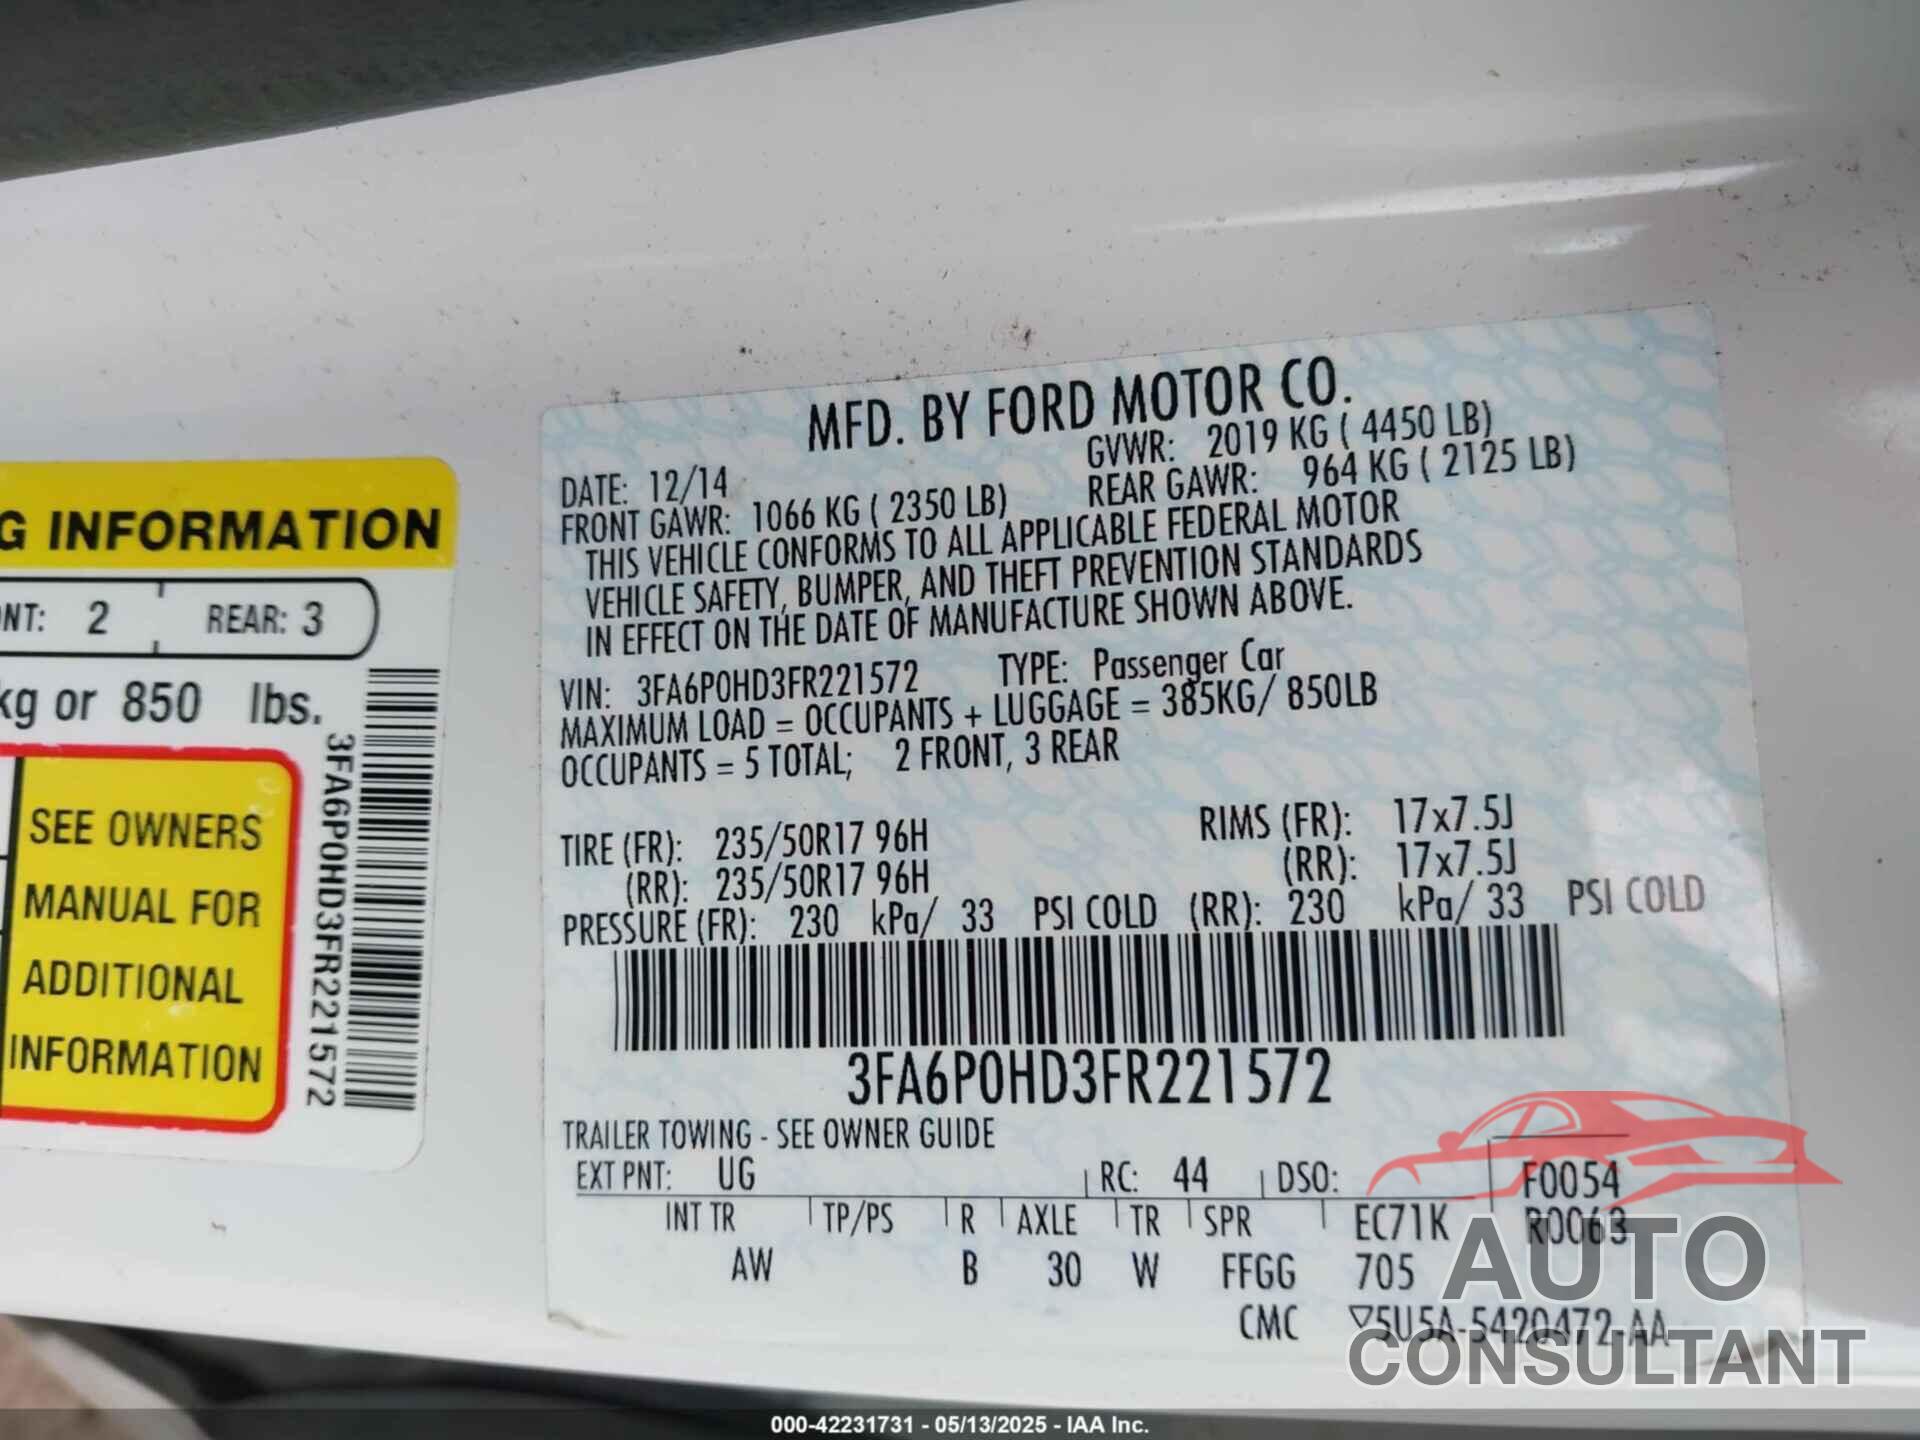 G INFORMATION
NT: 2 REAR: 3
kg or 850 lbs.
SEE OWNERS
MANUAL FOR
ADDITIONAL
INFORMATION
3FA6P0HD3FR221572
MFD. BY FORD MOTOR CO.
DATE: 12/14 GVWR: 2019 KG ( 4450 LB)
FRONT GAWR: 1066 KG ( 2350 LB) REAR GAWR: 964 KG ( 2125 LB)
THIS VEHICLE CONFORMS TO ALL APPLICABLE FEDERAL MOTOR
VEHICLE SAFETY, BUMPER, AND THEFT PREVENTION STANDARDS
IN EFFECT ON THE DATE OF MANUFACTURE SHOWN ABOVE.
VIN: 3FA6P0HD3FR221572 TYPE: Passenger Car
MAXIMUM LOAD = OCCUPANTS + LUGGAGE = 385KG/ 850LB
OCCUPANTS = 5 TOTAL; 2 FRONT, 3 REAR
TIRE (FR): 235/50R17 96H RIMS (FR): 17x7.5J
(RR): 235/50R17 96H (RR): 17x7.5J
PRESSURE (FR): 230 kPa/ 33 PSI COLD (RR): 230 kPa/ 33 PSI COLD
3FA6P0HD3FR221572
TRAILER TOWING - SEE OWNER GUIDE
EXT PNT: UG RC: 44 DSO: F0054
INT TR TP/PS R AXLE TR SPR EC71K R0063
AW B 30 W FFGG 705
CMC ▽5U5A-5420472-AA
AUTO
CONSULTANT
000-42231731 - 05/13/2025 - IAA Inc.